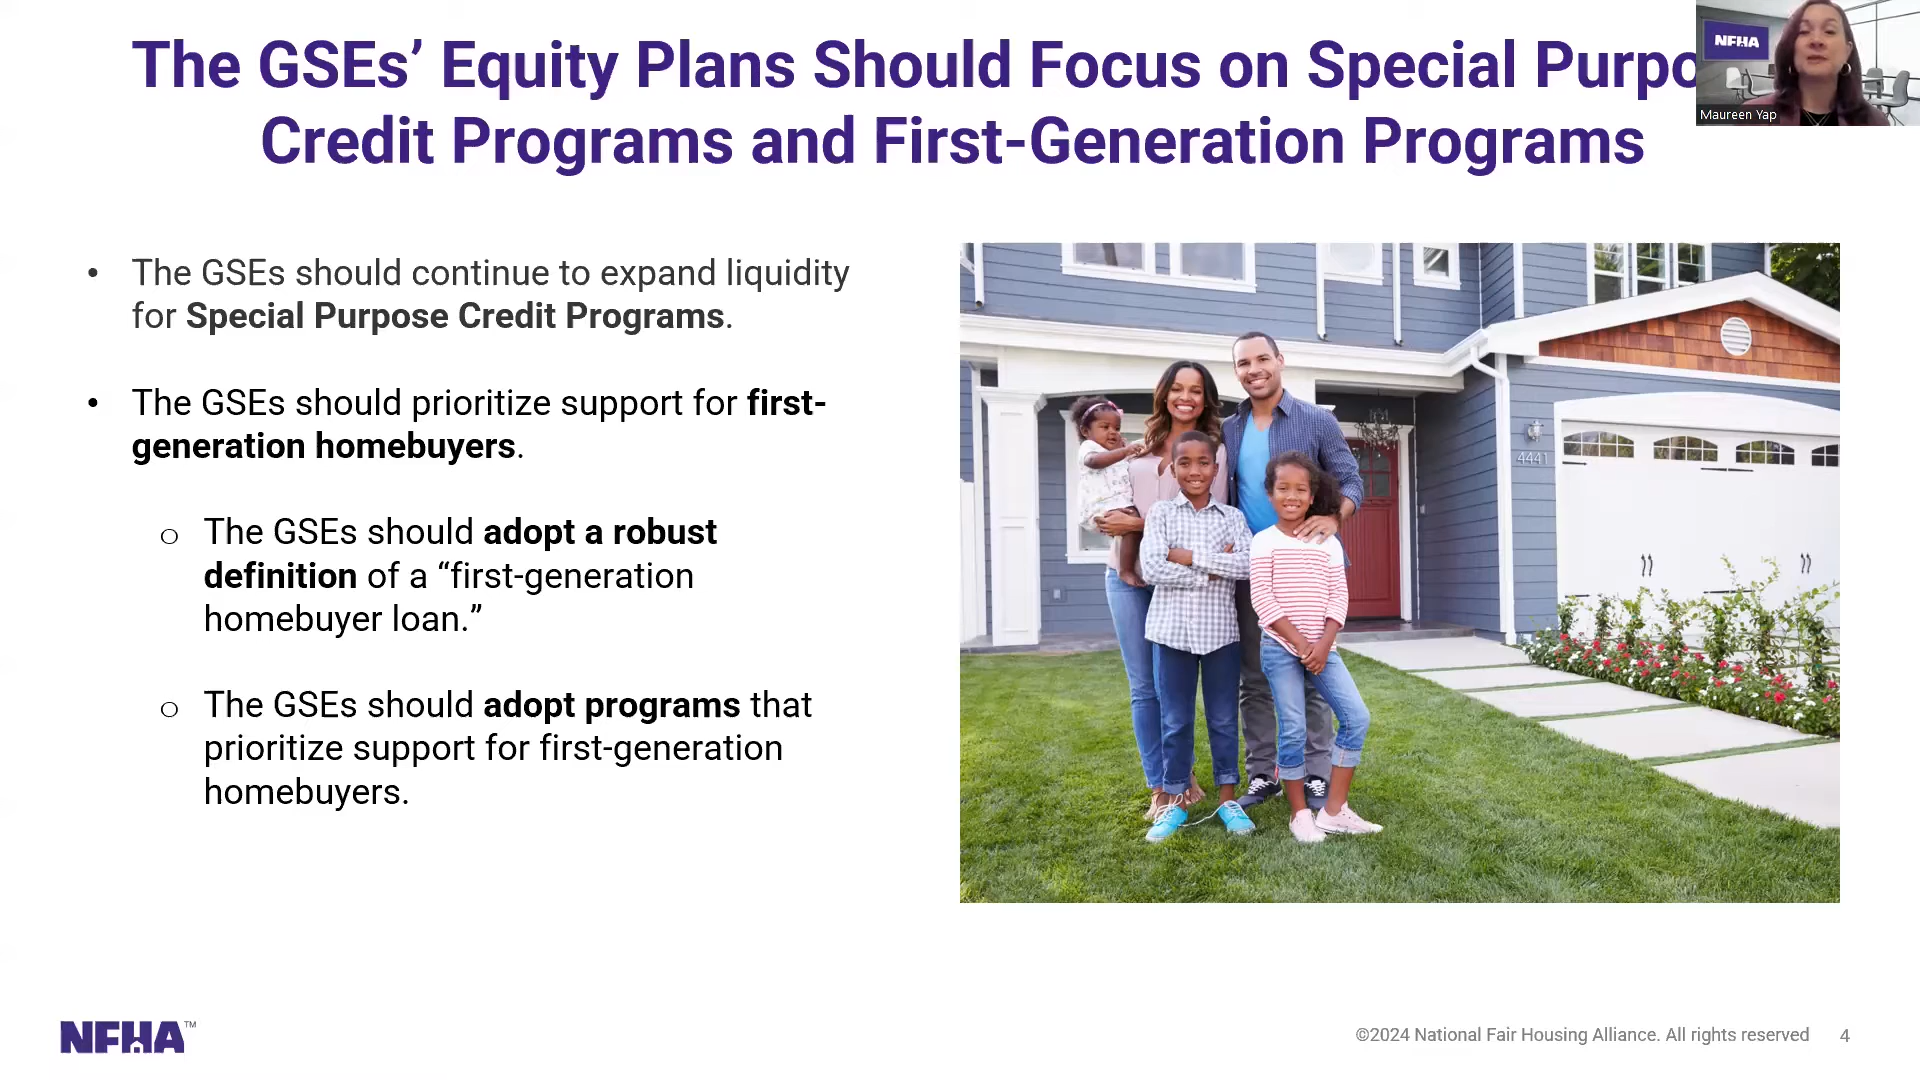 The GSEs’ Equity Plans Should Focus on Special Purpo
Credit Programs and First-Generation Programs
NFHA
Maureen Yap
• The GSEs should continue to expand liquidity
for Special Purpose Credit Programs.
• The GSEs should prioritize support for first-
generation homebuyers.
o The GSEs should adopt a robust
definition of a “first-generation
homebuyer loan.”
o The GSEs should adopt programs that
prioritize support for first-generation
homebuyers.
4441
NFHA™
©2024 National Fair Housing Alliance. All rights reserved 4